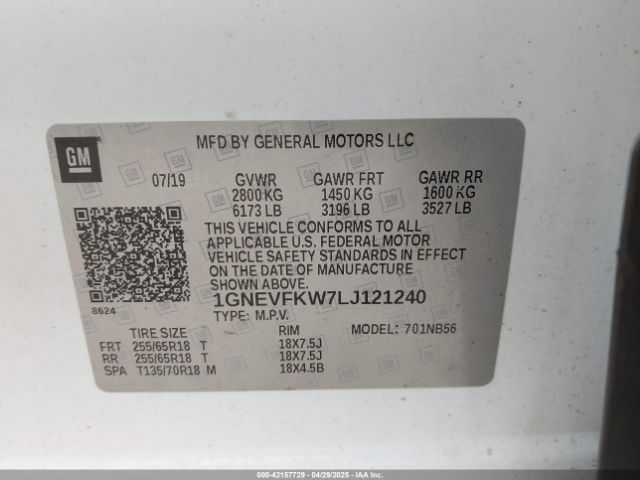 GM
MFD BY GENERAL MOTORS LLC
07/19 GVWR GAWR FRT GAWR RR
2800 KG 1450 KG 1600 KG
6173 LB 3196 LB 3527 LB
THIS VEHICLE CONFORMS TO ALL
APPLICABLE U.S. FEDERAL MOTOR
VEHICLE SAFETY STANDARDS IN EFFECT
ON THE DATE OF MANUFACTURE
SHOWN ABOVE.
8624
1GNEVFKW7LJ121240
TYPE: M.P.V.
TIRE SIZE RIM MODEL: 701NB56
FRT 255/65R18 T 18X7.5J
RR 255/65R18 T 18X7.5J
SPA T135/70R18 M 18X4.5B
000-42157729 - 04/29/2025 - IAAI.COM